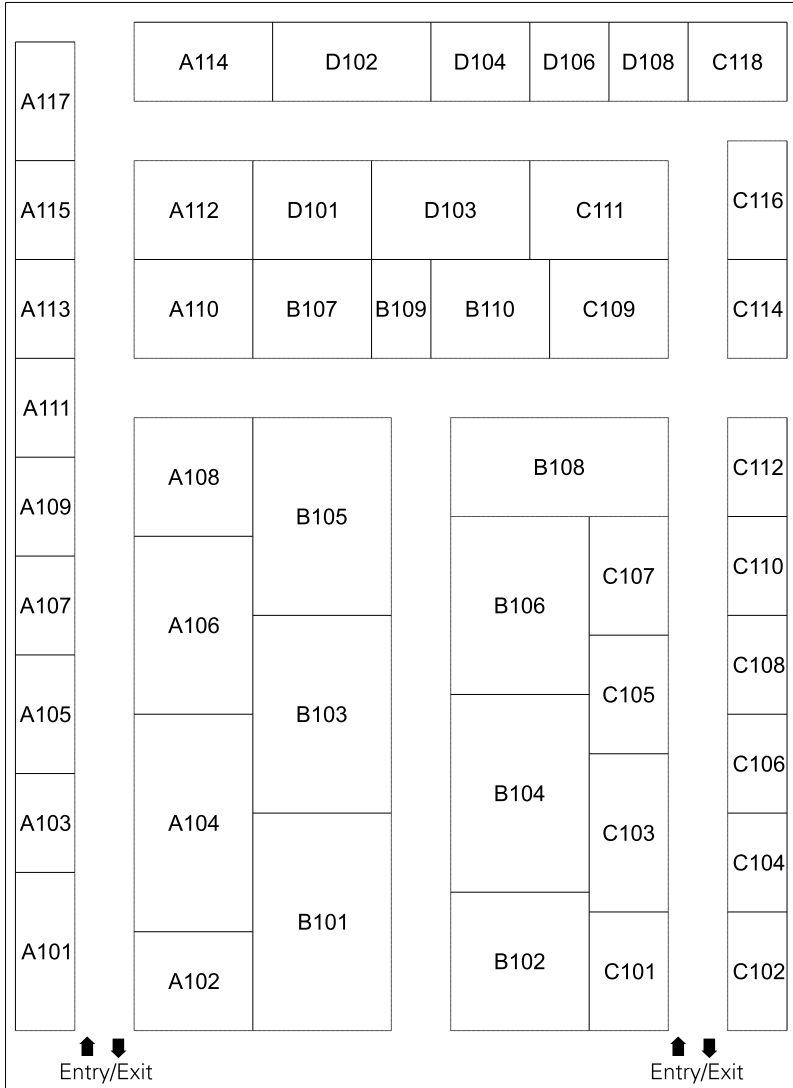 A114 D102 D104 D106 D108 C118
A117
A115 A112 D101 D103 C111 C116
A113 A110 B107 B109 B110 C109 C114
A111
A108 B108 C112
A109 B105
A107 B106 C107 C110
A106 C108
A105 B103 C105
C106
A103 A104 B104 C103
C104
A101 B101 B102 C101 C102
A102
Entry/Exit Entry/Exit